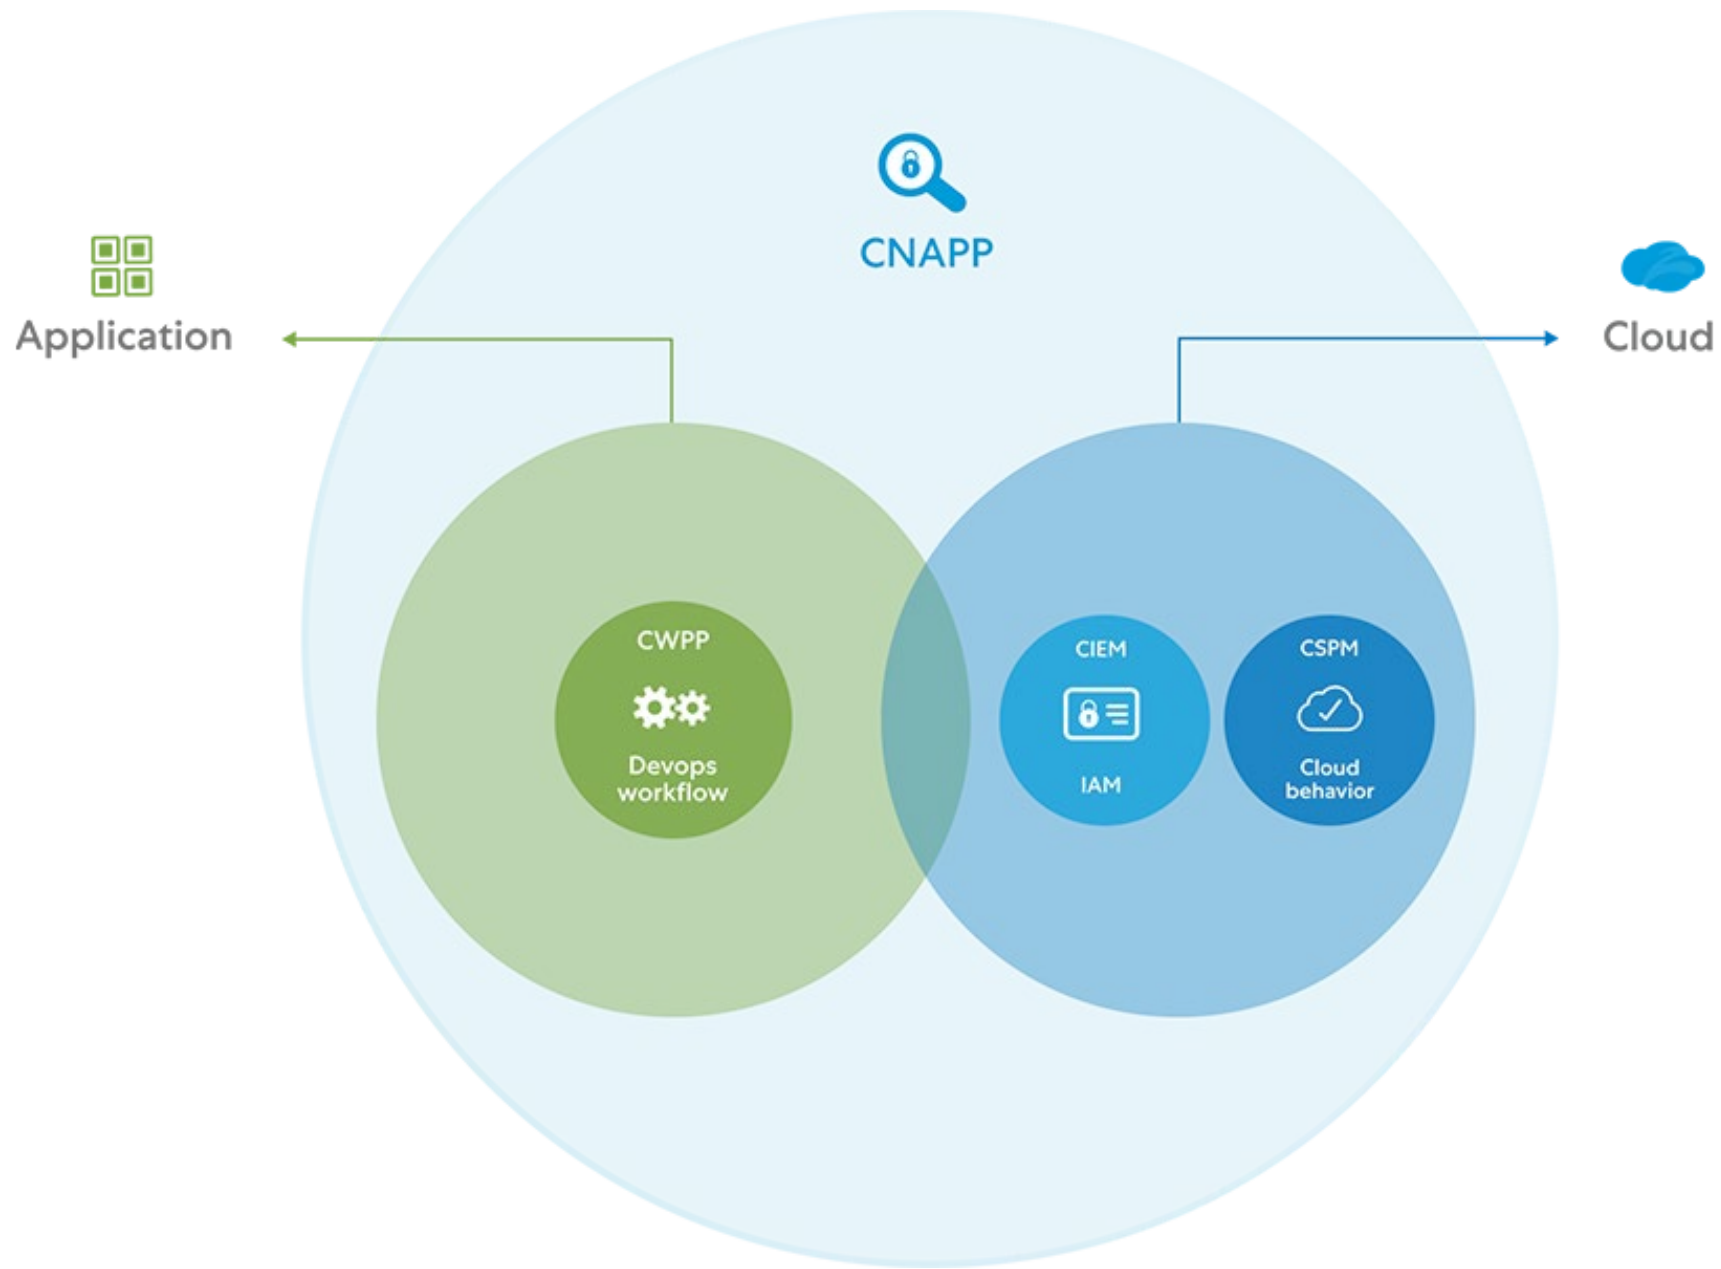 CNAPP
Application
Cloud
CWPP
Devops
workflow
CIEM
IAM
CSPM
Cloud
behavior